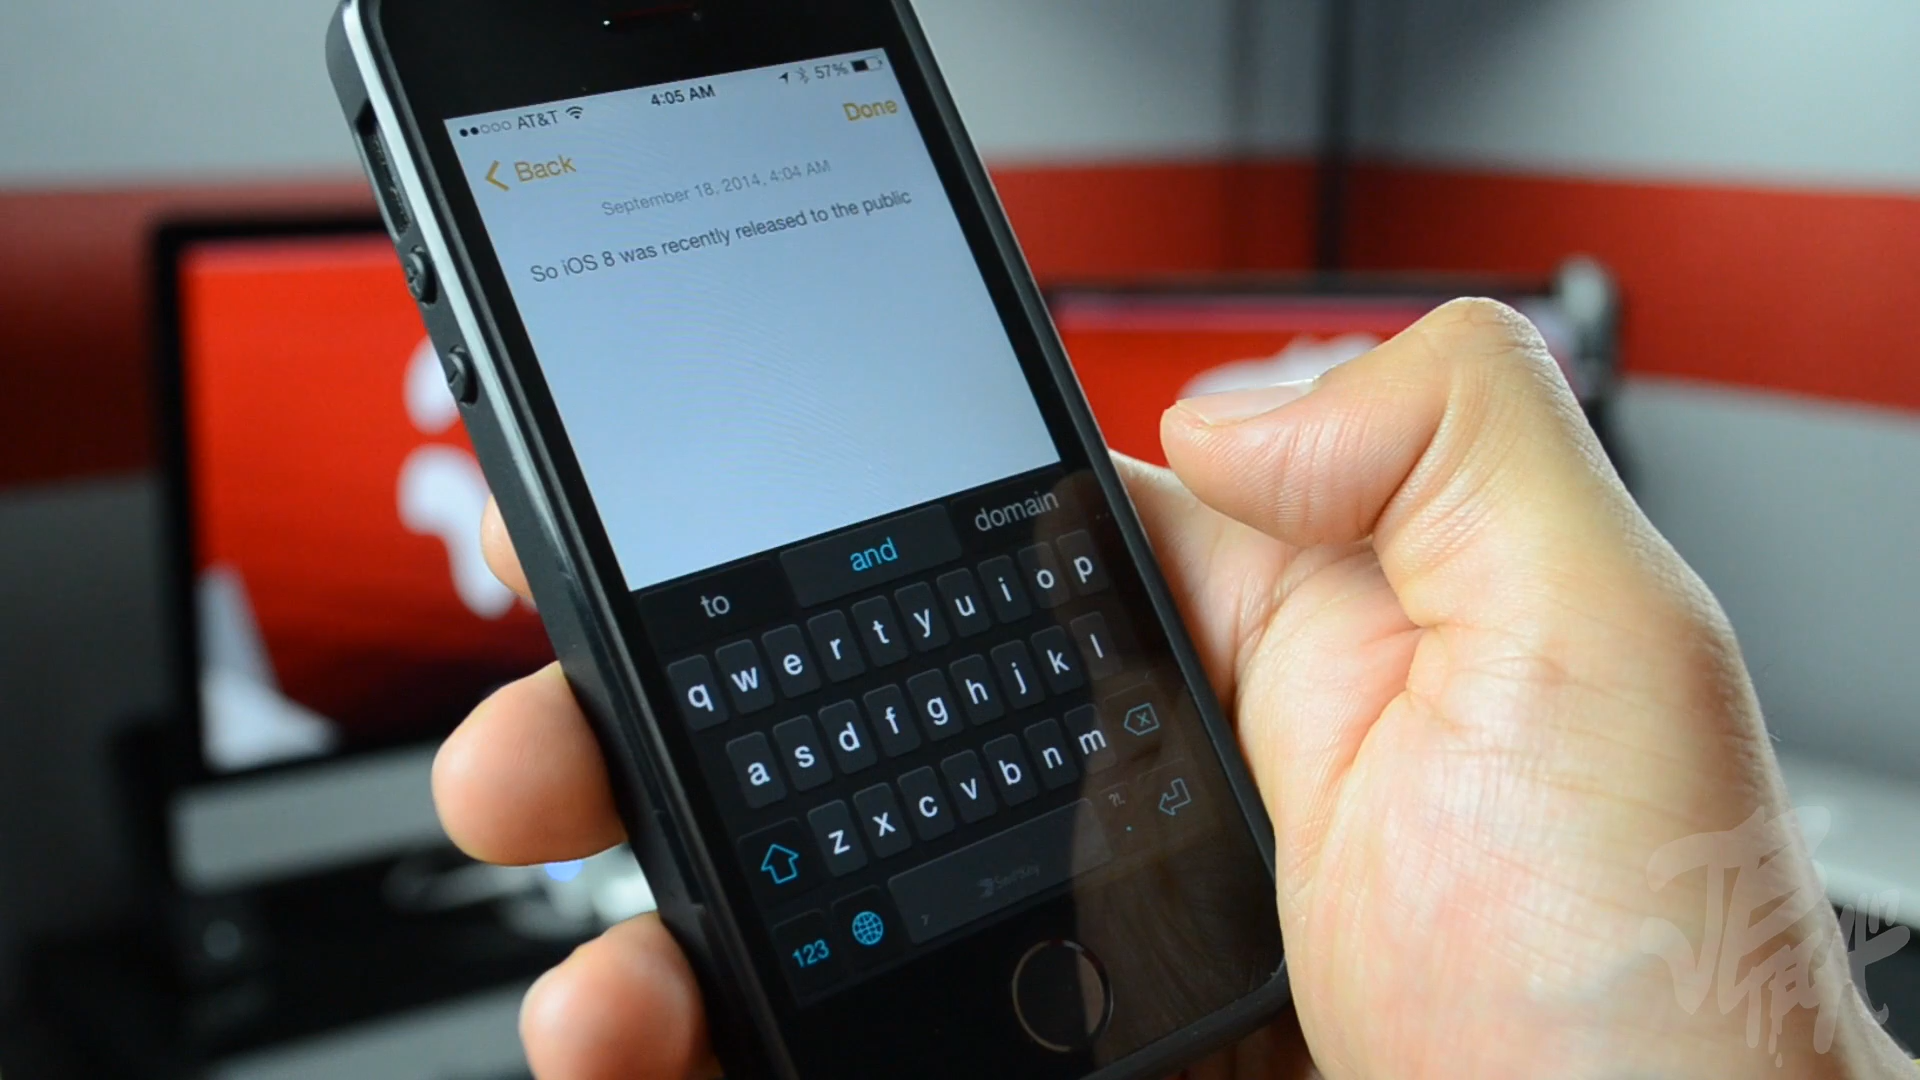 AT&T 4:05 AM 57%
Back Done
September 18, 2014, 4:04 AM
So iOS 8 was recently released to the public
to and domain
q w e r t y u i o p
a s d f g h j k l
z x c v b n m
?!,
.
123 , SwiftKey